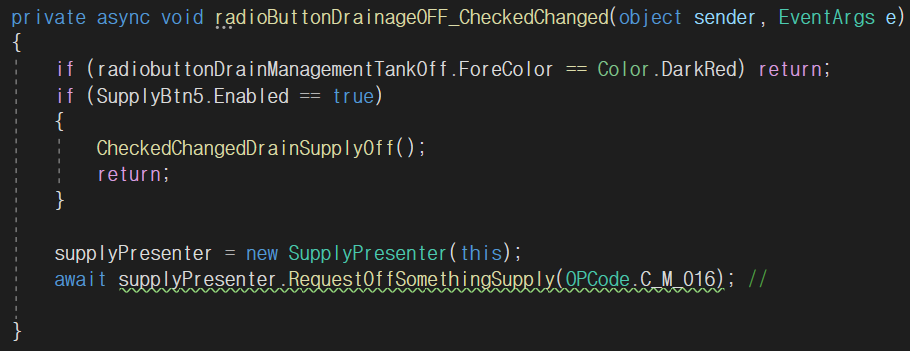 private async void radioButtonDrainageOFF_CheckedChanged(object sender, EventArgs e)
{
if (radiobuttonDrainManagementTankOff.ForeColor == Color.DarkRed) return;
if (SupplyBtn5.Enabled == true)
{
CheckedChangedDrainSupplyOff();
return;
}
supplyPresenter = new SupplyPresenter(this);
await supplyPresenter.RequestOffSomethingSupply(OPCode.C_M_016); //
}